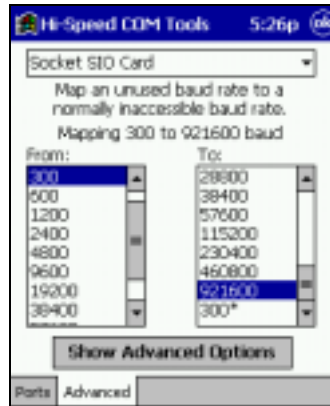 Hi-Speed COM Tools 5:26p ok
Socket SIO Card
Map an unused baud rate to a
normally inaccessible baud rate.
Mapping 300 to 921600 baud
From:
300
600
1200
2400
4800
9600
19200
38400
To:
28800
38400
57600
115200
230400
460800
921600
300*
Show Advanced Options
Ports Advanced